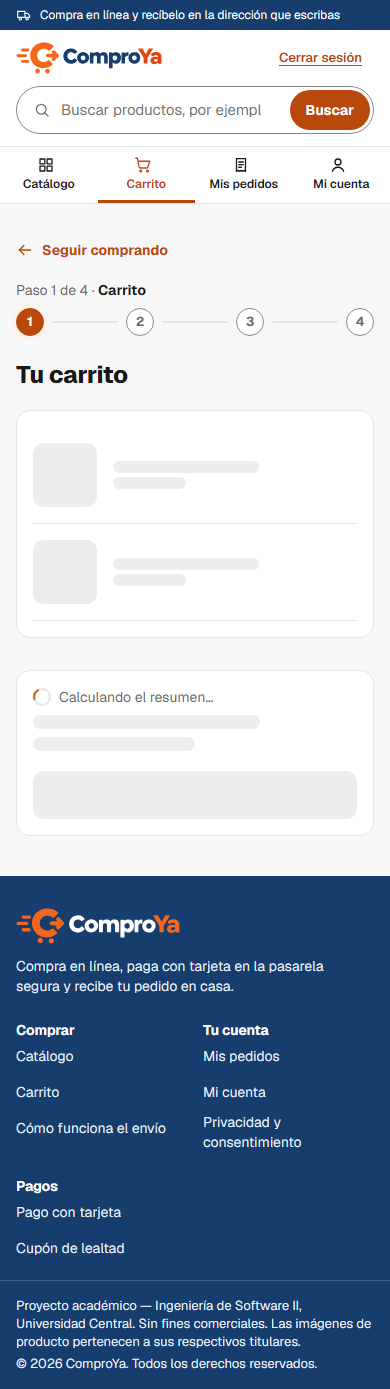 Compra en línea y recíbelo en la dirección que escribas
ComproYa
Cerrar sesión
Buscar productos, por ejempl
Buscar
Catálogo
Carrito
Mis pedidos
Mi cuenta
Seguir comprando
Paso 1 de 4 · Carrito
1
2
3
4
Tu carrito
Calculando el resumen…
ComproYa
Compra en línea, paga con tarjeta en la pasarela
segura y recibe tu pedido en casa.
Comprar
Catálogo
Carrito
Cómo funciona el envío
Tu cuenta
Mis pedidos
Mi cuenta
Privacidad y
consentimiento
Pagos
Pago con tarjeta
Cupón de lealtad
Proyecto académico — Ingeniería de Software II,
Universidad Central. Sin fines comerciales. Las imágenes de
producto pertenecen a sus respectivos titulares.
© 2026 ComproYa. Todos los derechos reservados.